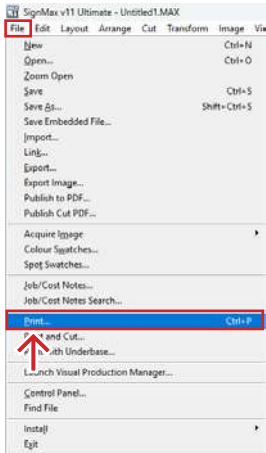 SignMax v11 Ultimate - Untitled1.MAX
File Edit Layout Arrange Cut Transform Image
New Ctrl+N
Open... Ctrl+O
Zoom Open
Save Ctrl+S
Save As... Shift+Ctrl+S
Save Embedded File...
Import...
Link...
Export...
Export Image...
Publish to PDF...
Publish Cut PDF...
Acquire Image
Colour Swatches...
Spot Swatches...
Job/Cost Notes...
Job/Cost Notes Search...
Print... Ctrl+P
and Cut...
with Underbase...
Launch Visual Production Manager...
Control Panel...
Find File
Install
Exit